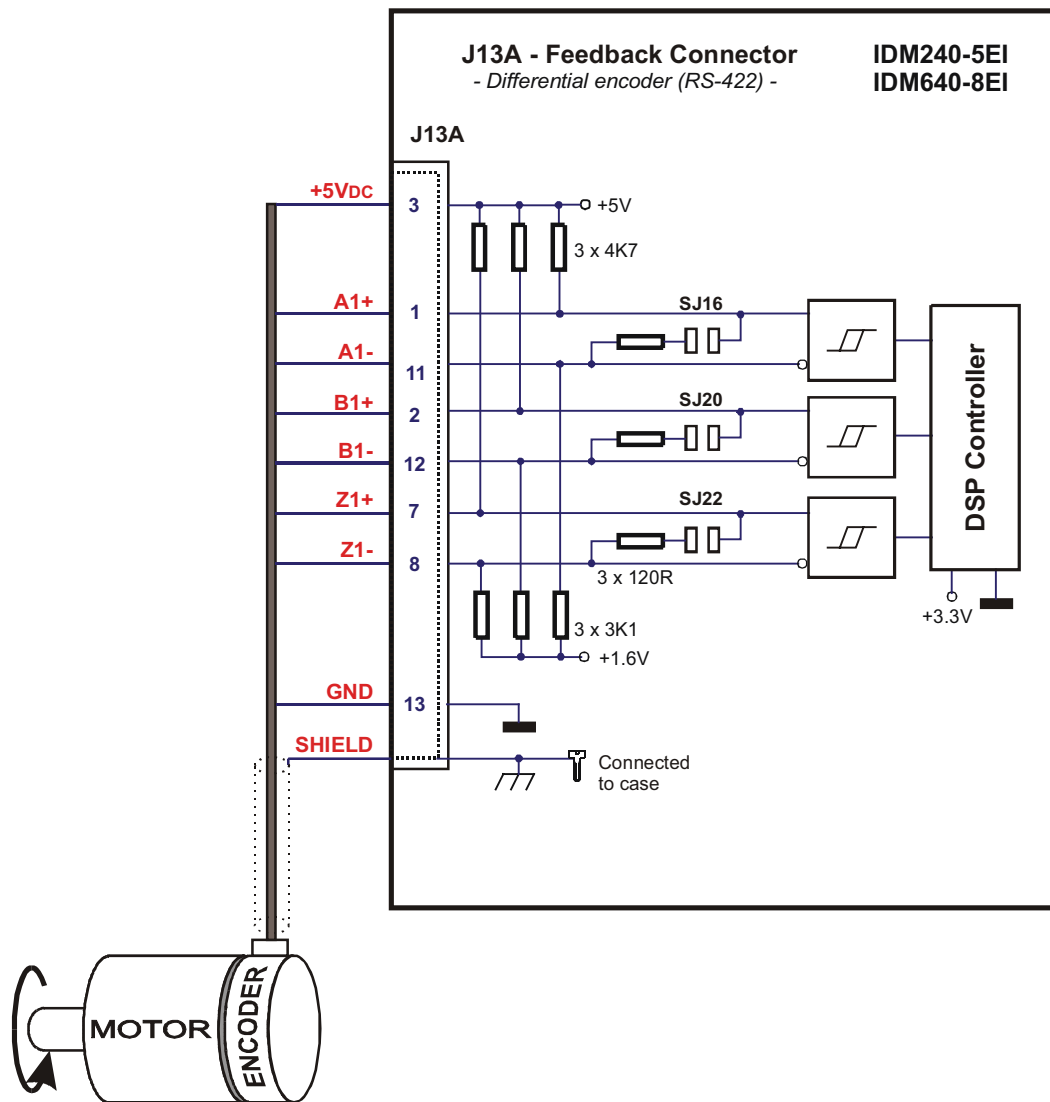 J13A - Feedback Connector
- Differential encoder (RS-422) -
IDM240-5EI
IDM640-8EI
J13A
+5VDC
3
+5V
3 x 4K7
A1+
1
SJ16
A1-
11
B1+
2
SJ20
B1-
12
Z1+
7
SJ22
Z1-
8
3 x 120R
DSP Controller
+3.3V
3 x 3K1
+1.6V
GND
13
SHIELD
Connected
to case
MOTOR
ENCODER